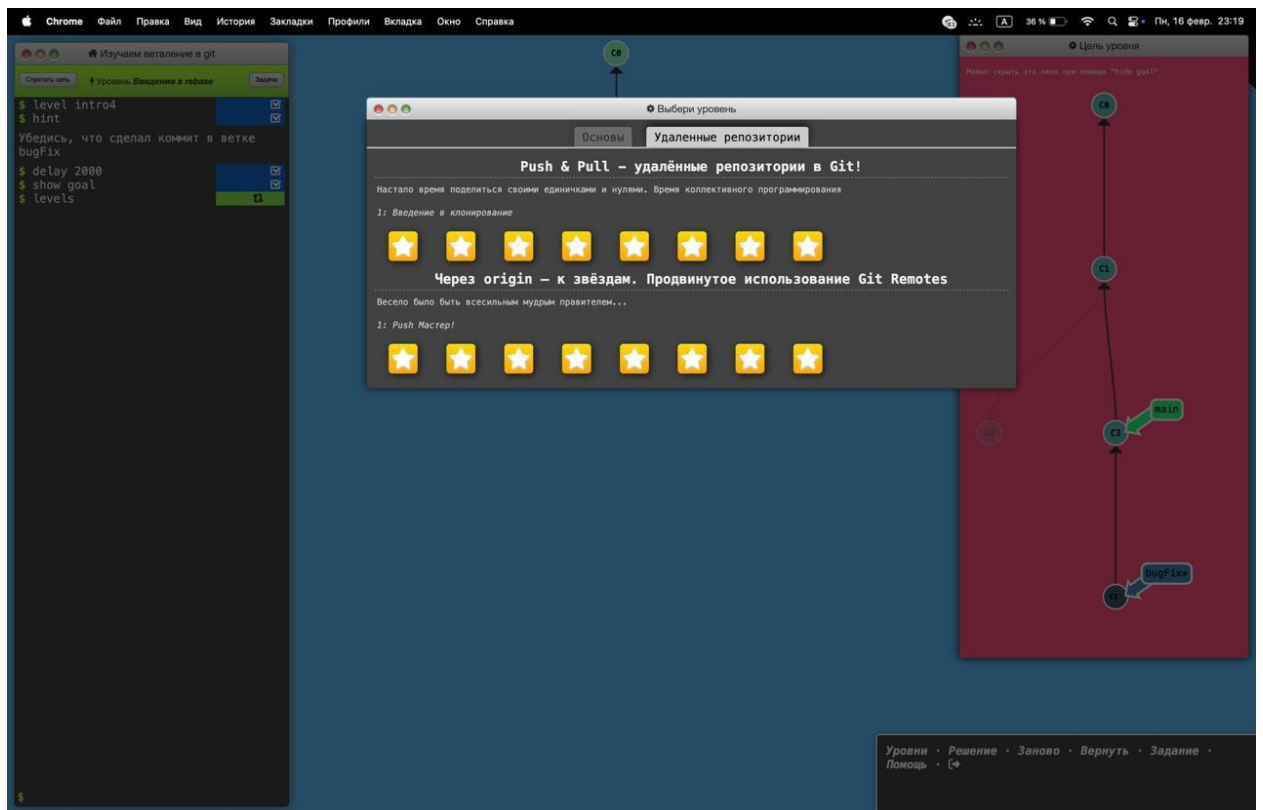 Chrome Файл Правка Вид История Закладки Профили Вкладка Окно Справка
A 36 % Пн, 16 февр. 23:19
Изучаем ветвление в git
Спрятать цель
Уровень Введение в rebase
Задача
$ level intro4
$ hint
Убедись, что сделал коммит в ветке
bugFix
$ delay 2000
$ show goal
$ levels
$
C0
Выбери уровень
Основы
Удаленные репозитории
Push & Pull — удалённые репозитории в Git!
Настало время поделиться своими единичками и нулями. Время коллективного программирования
1: Введение в клонирование
Через origin — к звёздам. Продвинутое использование Git Remotes
Весело было быть всесильным мудрым правителем...
1: Push Мастер!
Цель уровня
Можно скрыть это окно при помощи "hide goal"
C0
C1
main
C2
C3
bugFix*
C2'
Уровни · Решение · Заново · Вернуть · Задание ·
Помощь ·